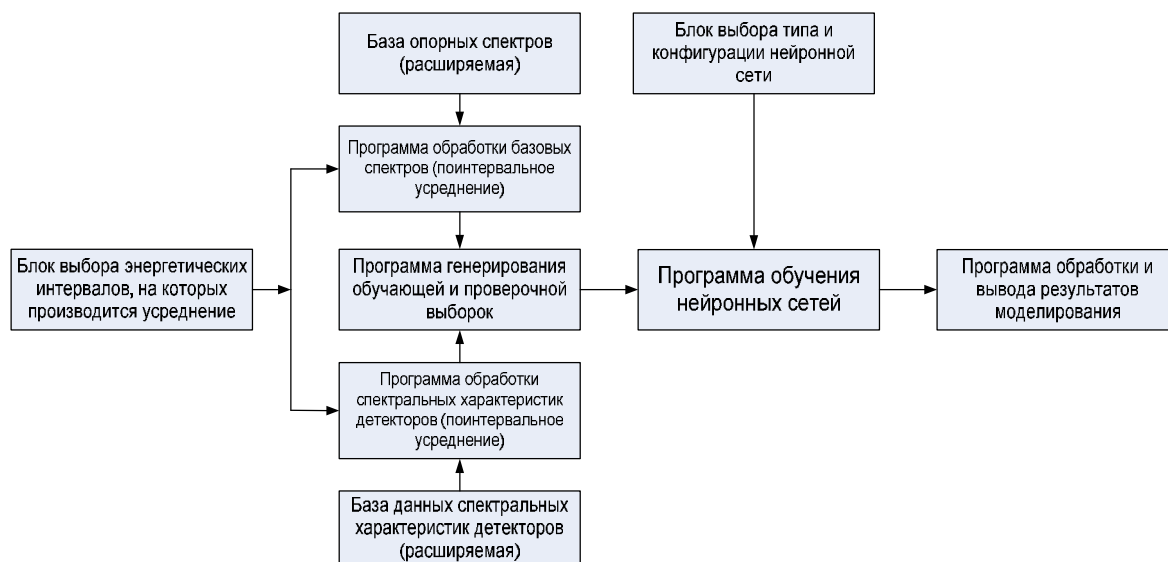 База опорных спектров
(расширяемая)
Блок выбора типа и
конфигурации нейронной
сети
Программа обработки базовых
спектров (поинтервальное
усреднение)
Блок выбора энергетических
интервалов, на которых
производится усреднение
Программа генерирования
обучающей и проверочной
выборок
Программа обучения
нейронных сетей
Программа обработки и
вывода результатов
моделирования
Программа обработки
спектральных характеристик
детекторов (поинтервальное
усреднение)
База данных спектральных
характеристик детекторов
(расширяемая)